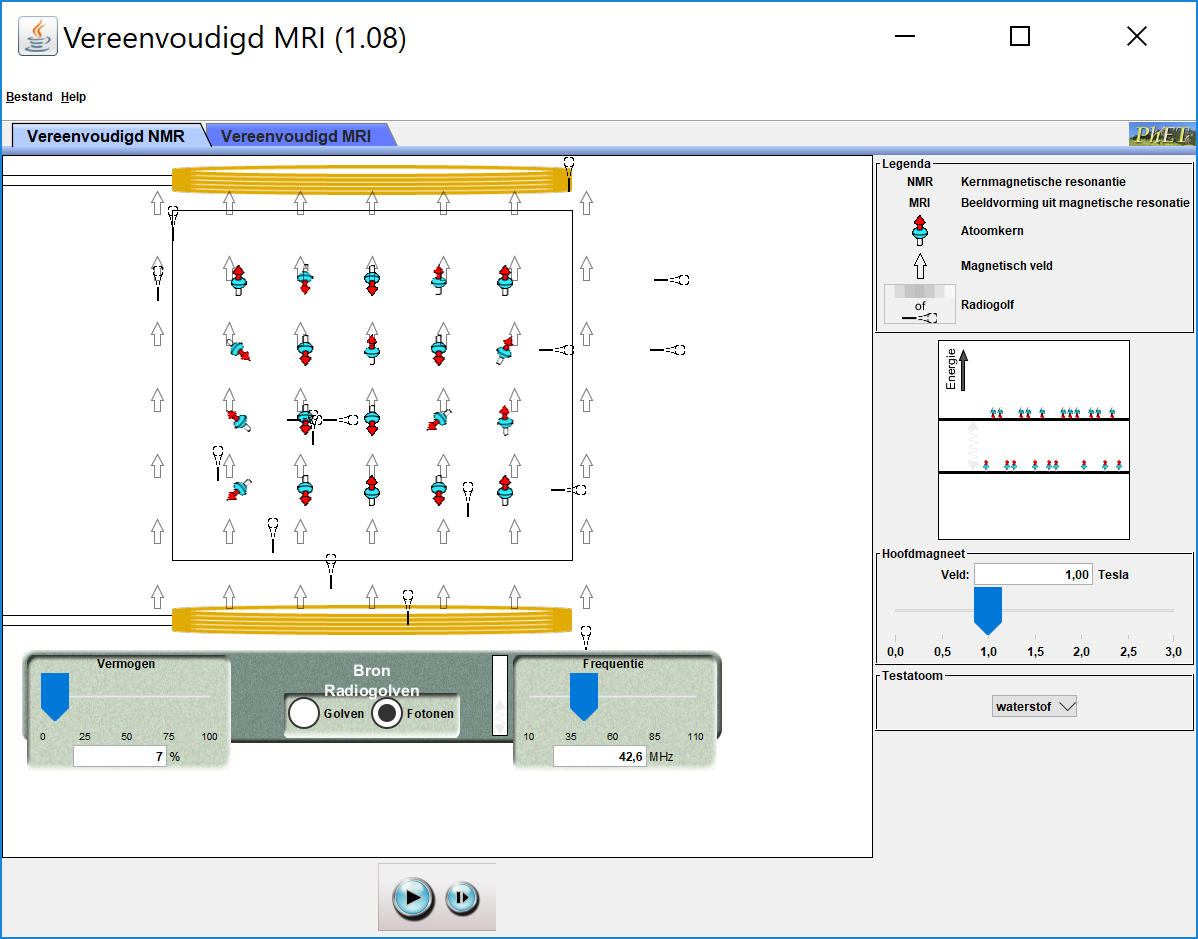 Vereenvoudigd MRI (1.08)
Bestand Help
Vereenvoudigd NMR
Vereenvoudigd MRI
PhET
Legenda
NMR Kernmagnetische resonantie
MRI Beeldvorming uit magnetische resonatie
Atoomkern
Magnetisch veld
of
Radiogolf
Energie
Hoofdmagneet
Veld: 1,00 Tesla
0,0 0,5 1,0 1,5 2,0 2,5 3,0
Testatoom
waterstof
Vermogen
0 25 50 75 100
7 %
Bron
Radiogolven
Golven Fotonen
Frequentie
10 35 60 85 110
42,6 MHz